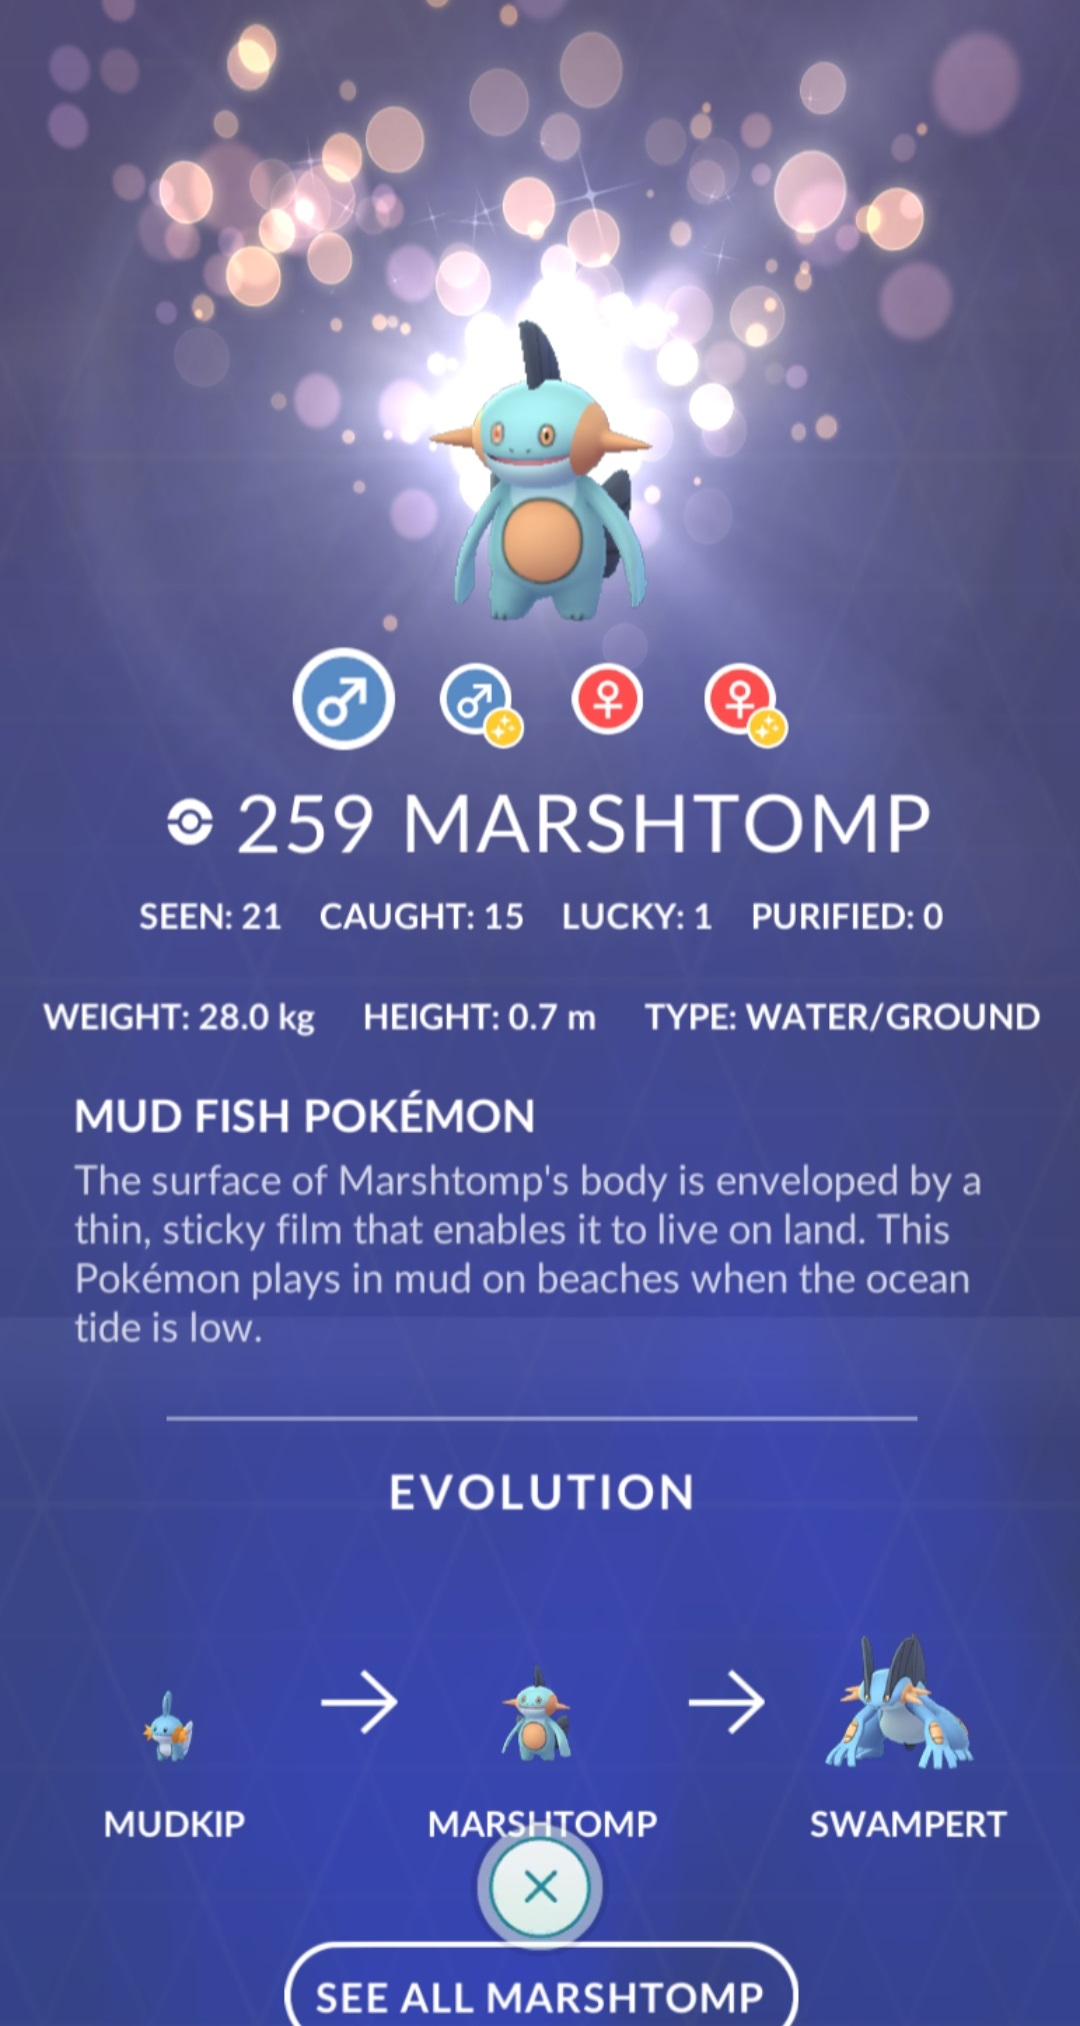 259 MARSHTOMP
SEEN: 21 CAUGHT: 15 LUCKY: 1 PURIFIED: 0
WEIGHT: 28.0 kg HEIGHT: 0.7 m TYPE: WATER/GROUND
MUD FISH POKÉMON
The surface of Marshtomp's body is enveloped by a
thin, sticky film that enables it to live on land. This
Pokémon plays in mud on beaches when the ocean
tide is low.
EVOLUTION
MUDKIP MARSHTOMP SWAMPERT
SEE ALL MARSHTOMP